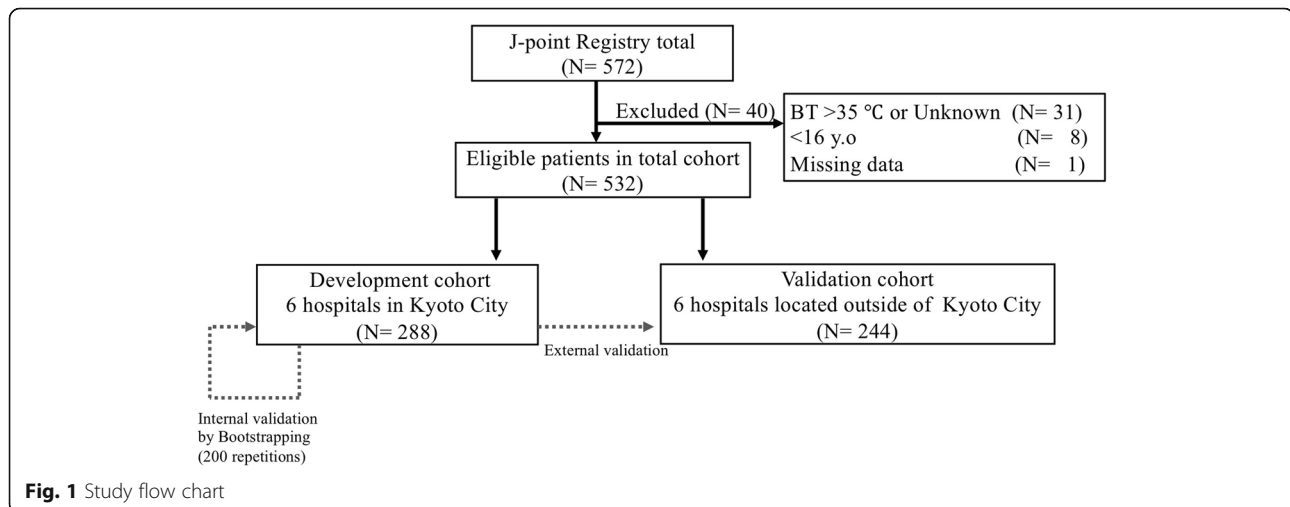 J-point Registry total
(N= 572)
Excluded (N= 40)
BT >35 ℃ or Unknown (N= 31)
<16 y.o (N= 8)
Missing data (N= 1)
Eligible patients in total cohort
(N= 532)
Development cohort
6 hospitals in Kyoto City
(N= 288)
Validation cohort
6 hospitals located outside of Kyoto City
(N= 244)
External validation
Internal validation
by Bootstrapping
(200 repetitions)
Fig. 1 Study flow chart